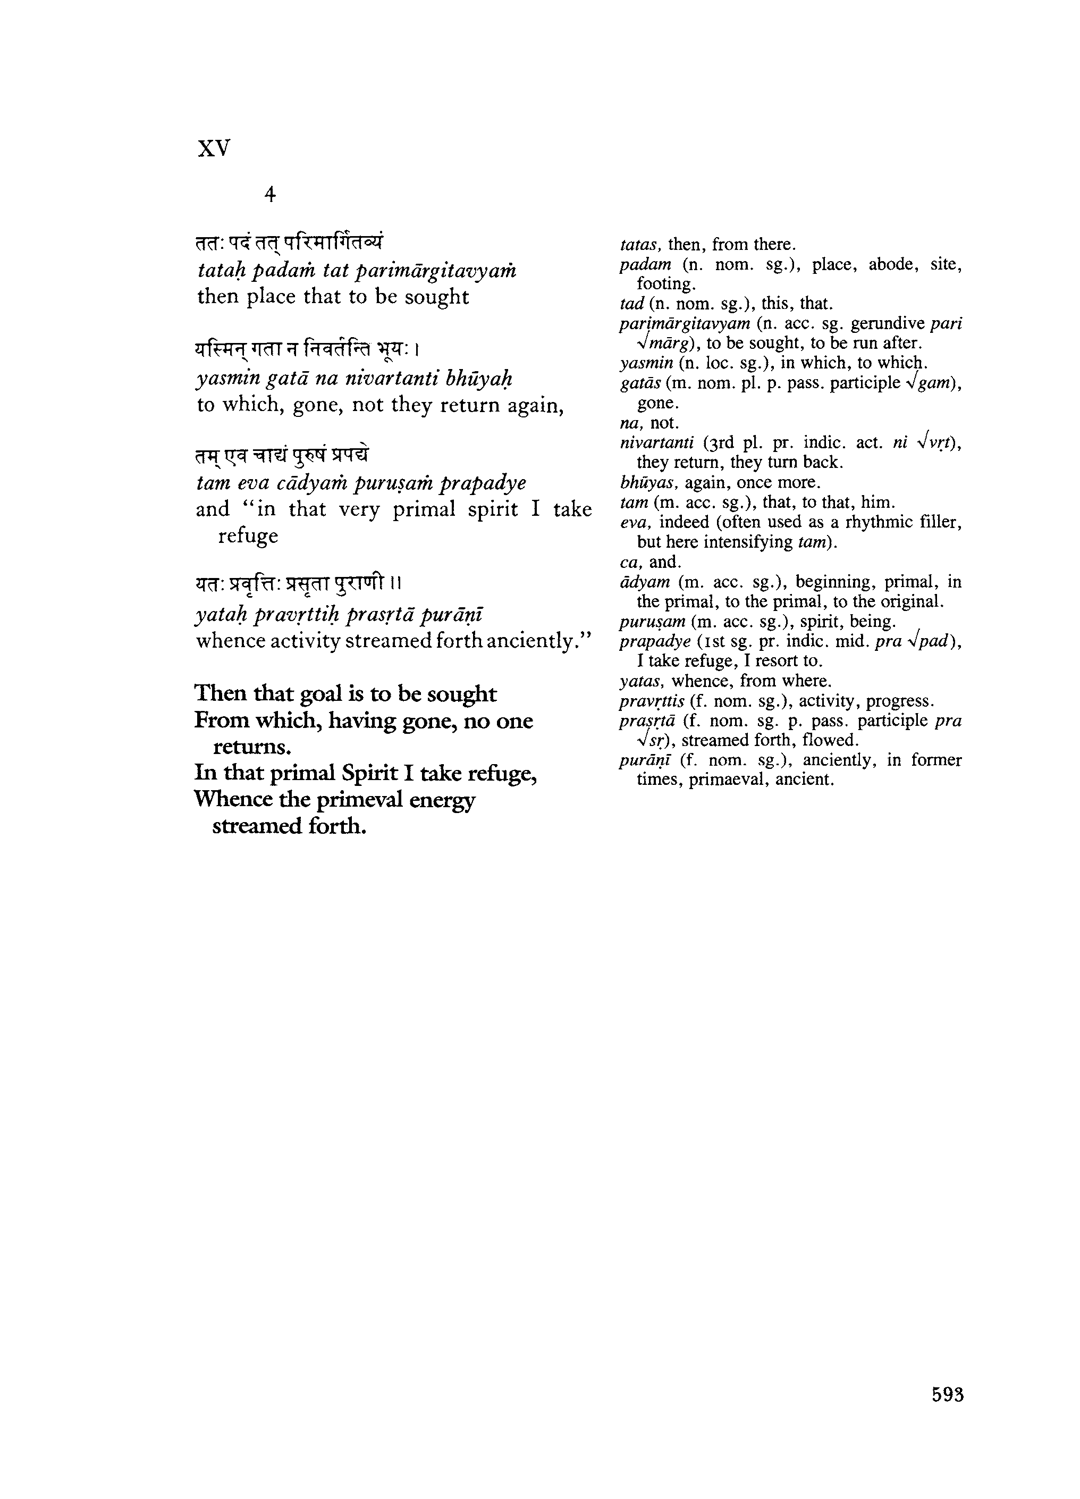 XV
4
ततः पदं तत् परिमार्गितव्यं
tataḥ padaṁ tat parimārgitavyaṁ
then place that to be sought
यस्मिन् गता न निवर्तन्ति भूयः ।
yasmin gatā na nivartanti bhūyaḥ
to which, gone, not they return again,
तम् एव चाद्यं पुरुषं प्रपद्ये
tam eva cādyaṁ puruṣaṁ prapadye
and “in that very primal spirit I take
refuge
यतः प्रवृत्तिः प्रसृता पुराणी ॥
yataḥ pravṛttiḥ prasṛtā purāṇī
whence activity streamed forth anciently.”
Then that goal is to be sought
From which, having gone, no one
returns.
In that primal Spirit I take refuge,
Whence the primeval energy
streamed forth.
tatas, then, from there.
padam (n. nom. sg.), place, abode, site,
footing.
tad (n. nom. sg.), this, that.
parimārgitavyam (n. acc. sg. gerundive pari
√mārg), to be sought, to be run after.
yasmin (n. loc. sg.), in which, to which.
gatās (m. nom. pl. p. pass. participle √gam),
gone.
na, not.
nivartanti (3rd pl. pr. indic. act. ni √vṛt),
they return, they turn back.
bhūyas, again, once more.
tam (m. acc. sg.), that, to that, him.
eva, indeed (often used as a rhythmic filler,
but here intensifying tam).
ca, and.
ādyam (m. acc. sg.), beginning, primal, in
the primal, to the primal, to the original.
puruṣam (m. acc. sg.), spirit, being.
prapadye (1st sg. pr. indic. mid. pra √pad),
I take refuge, I resort to.
yatas, whence, from where.
pravṛttis (f. nom. sg.), activity, progress.
prasṛtā (f. nom. sg. p. pass. participle pra
√sṛ), streamed forth, flowed.
purāṇī (f. nom. sg.), anciently, in former
times, primaeval, ancient.
593